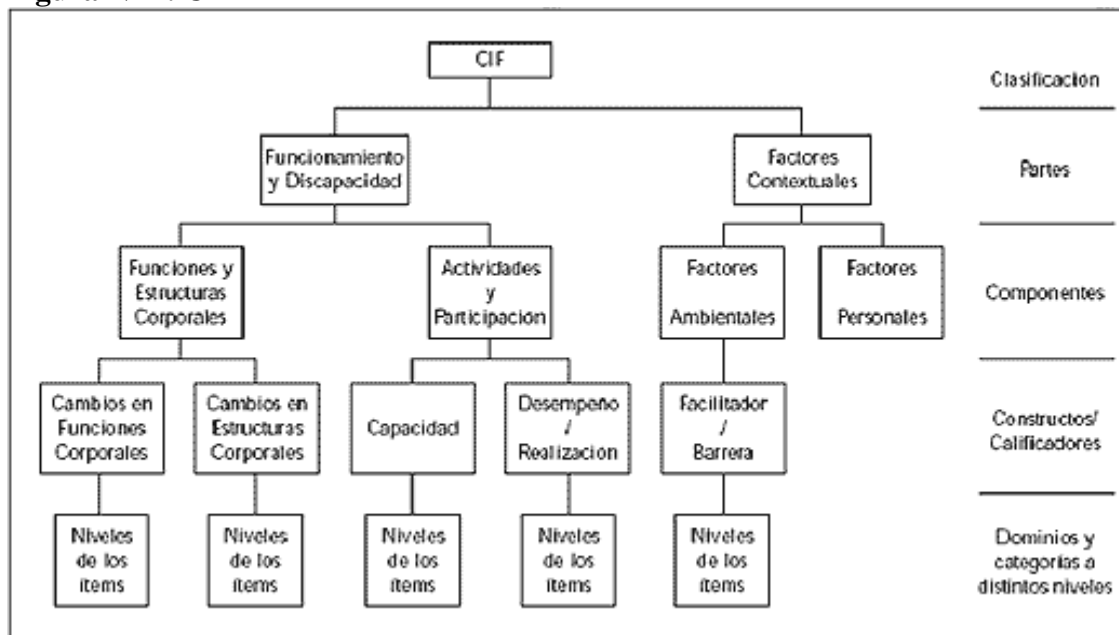 CIF
Clasificación
Funcionamiento
y Discapacidad
Factores
Contextuales
Partes
Funciones y
Estructuras
Corporales
Actividades
y
Participación
Factores
Ambientales
Factores
Personales
Componentes
Cambios en
Funciones
Corporales
Cambios en
Estructuras
Corporales
Capacidad
Desempeño
/
Realización
Facilitador
/
Barrera
Constructos/
Calificadores
Niveles
de los
ítems
Niveles
de los
ítems
Niveles
de los
ítems
Niveles
de los
ítems
Niveles
de los
ítems
Dominios y
categorías a
distintos niveles